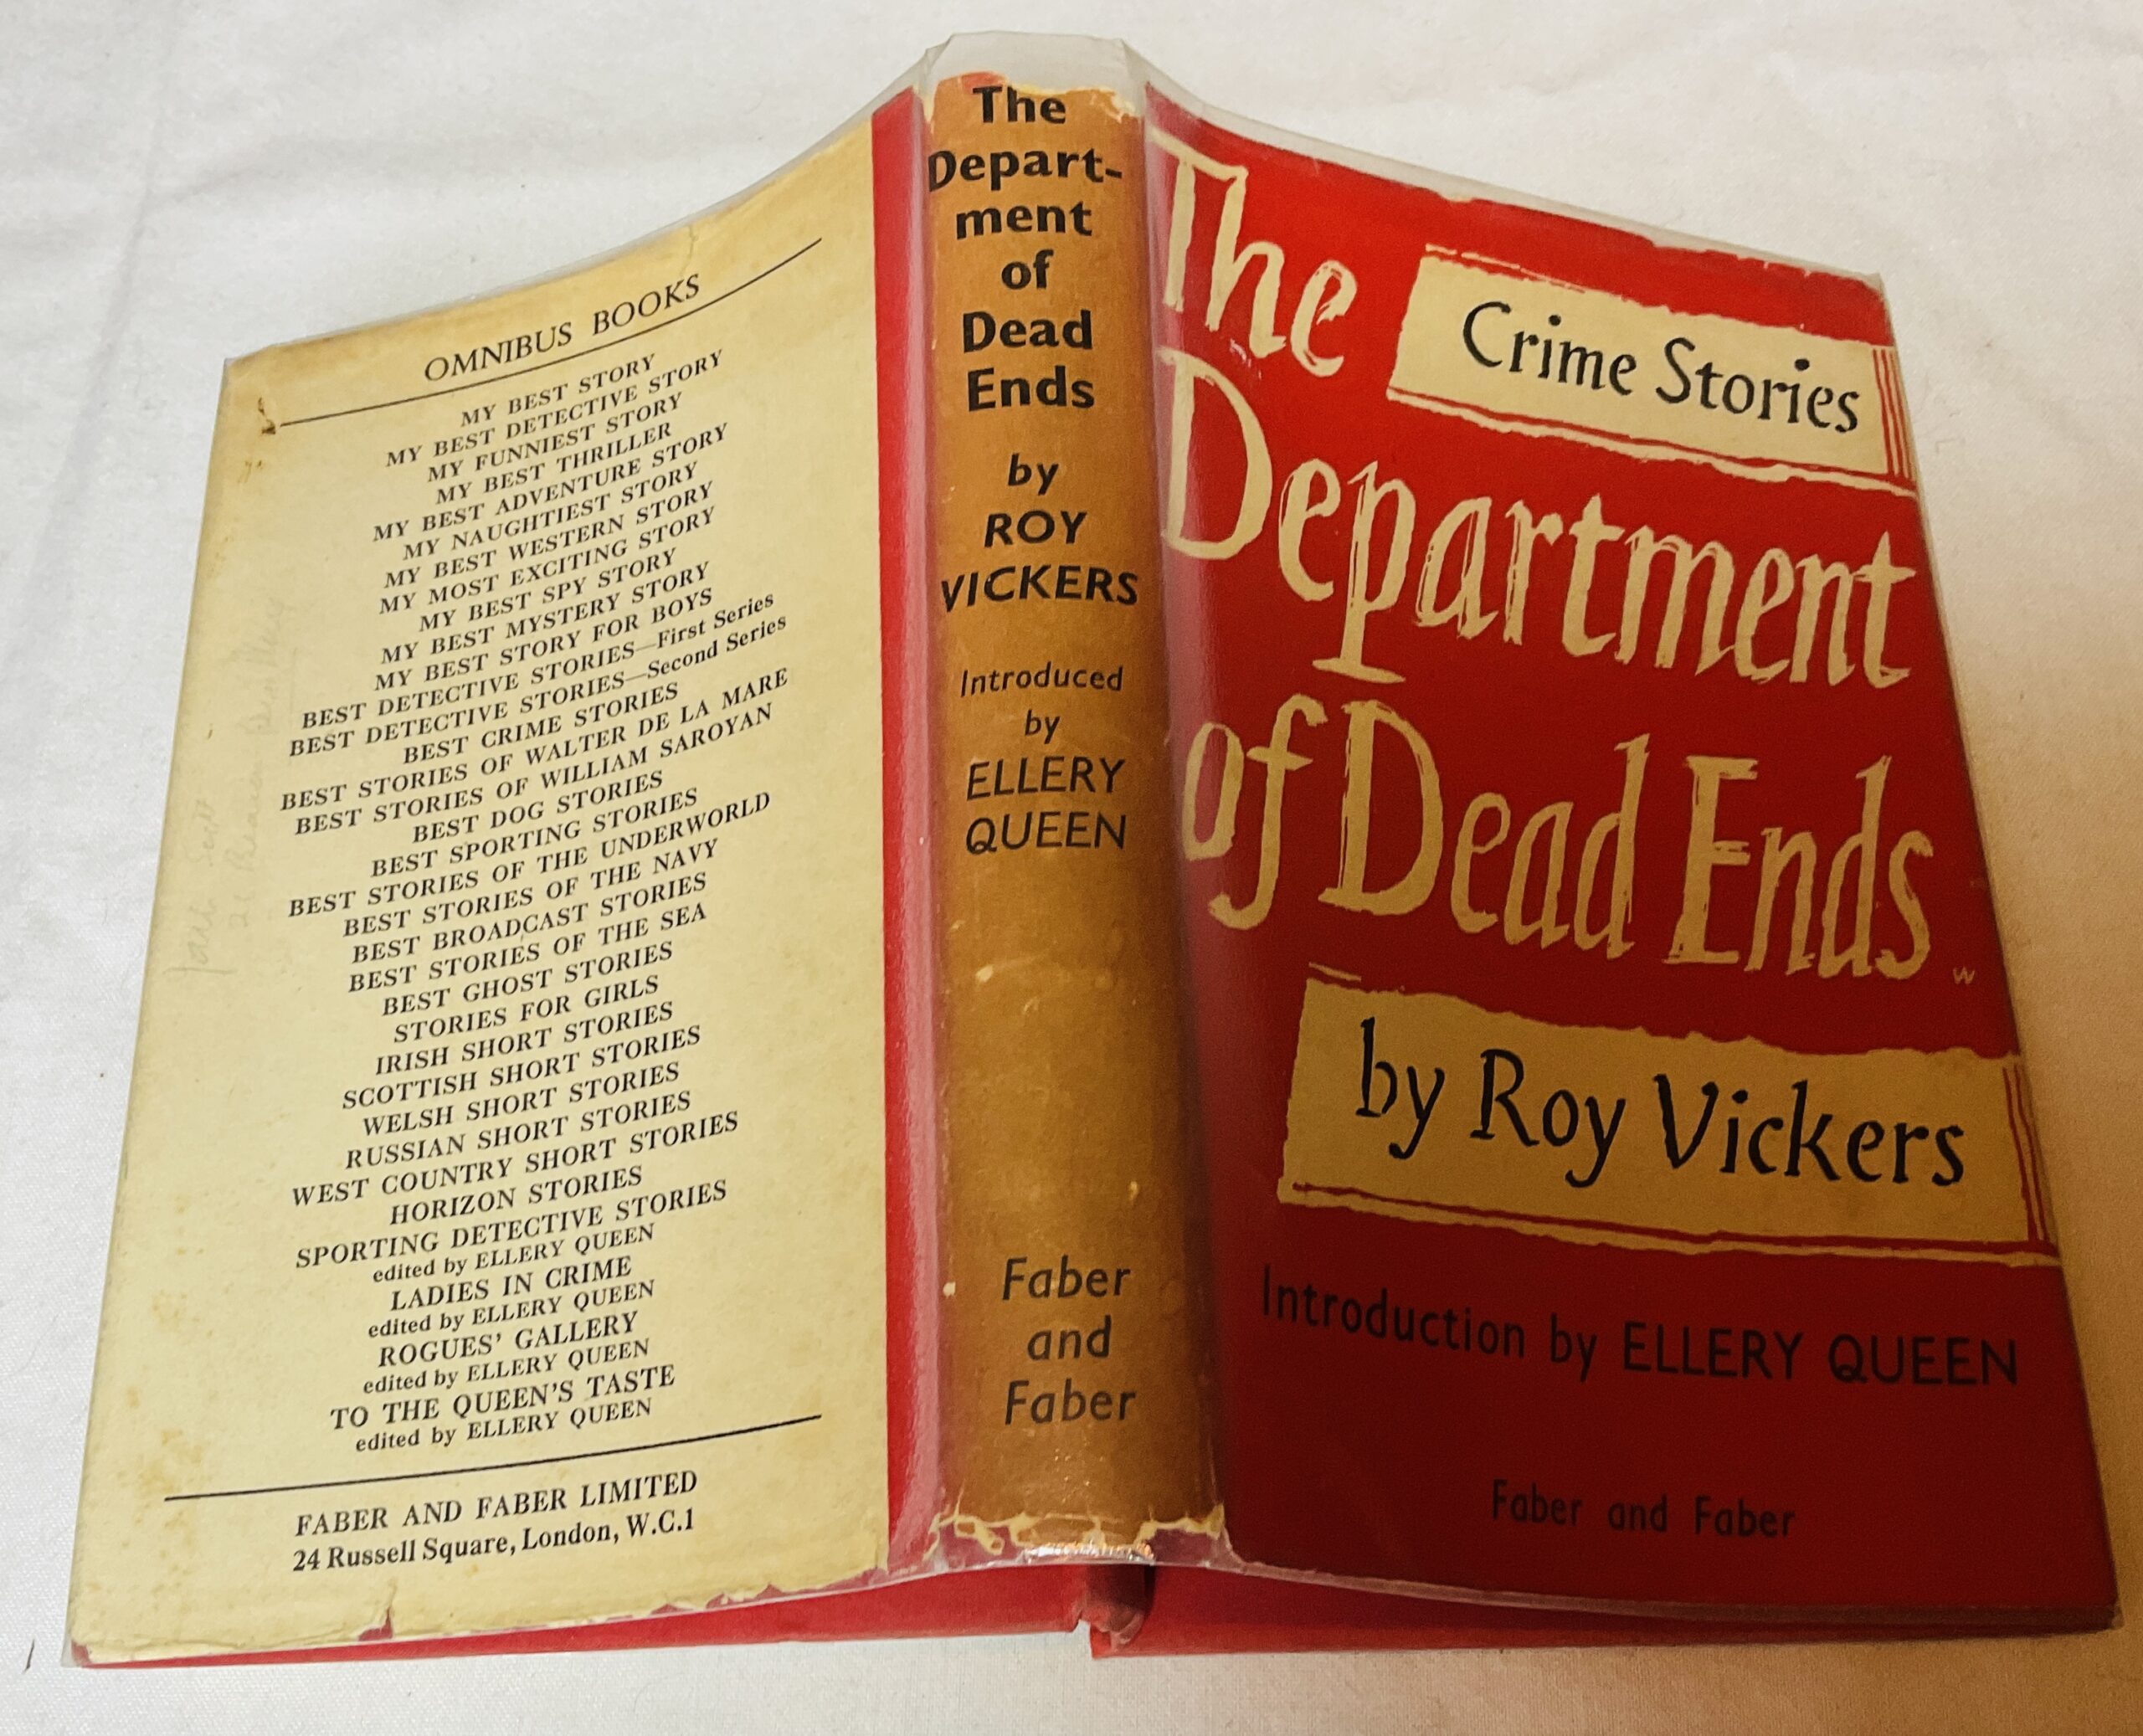 OMNIBUS BOOKS
MY BEST STORY
MY BEST DETECTIVE STORY
MY FUNNIEST STORY
MY BEST THRILLER
MY BEST ADVENTURE STORY
MY NAUGHTIEST STORY
MY BEST WESTERN STORY
MY MOST EXCITING STORY
MY BEST SPY STORY
MY BEST MYSTERY STORY
MY BEST STORY FOR BOYS
BEST DETECTIVE STORIES—First Series
BEST DETECTIVE STORIES—Second Series
BEST CRIME STORIES
BEST STORIES OF WALTER DE LA MARE
BEST STORIES OF WILLIAM SAROYAN
BEST DOG STORIES
BEST SPORTING STORIES
BEST STORIES OF THE UNDERWORLD
BEST STORIES OF THE NAVY
BEST BROADCAST STORIES
BEST STORIES OF THE SEA
BEST GHOST STORIES
STORIES FOR GIRLS
IRISH SHORT STORIES
SCOTTISH SHORT STORIES
WELSH SHORT STORIES
RUSSIAN SHORT STORIES
WEST COUNTRY SHORT STORIES
HORIZON STORIES
SPORTING DETECTIVE STORIES
edited by ELLERY QUEEN
LADIES IN CRIME
edited by ELLERY QUEEN
ROGUES' GALLERY
edited by ELLERY QUEEN
TO THE QUEEN'S TASTE
edited by ELLERY QUEEN
FABER AND FABER LIMITED
24 Russell Square, London, W.C.1
The
Depart-
ment
of
Dead
Ends
by
ROY
VICKERS
Introduced
by
ELLERY
QUEEN
Faber
and
Faber
The
Crime Stories
Department
of Dead Ends
w
by Roy Vickers
Introduction by ELLERY QUEEN
Faber and Faber